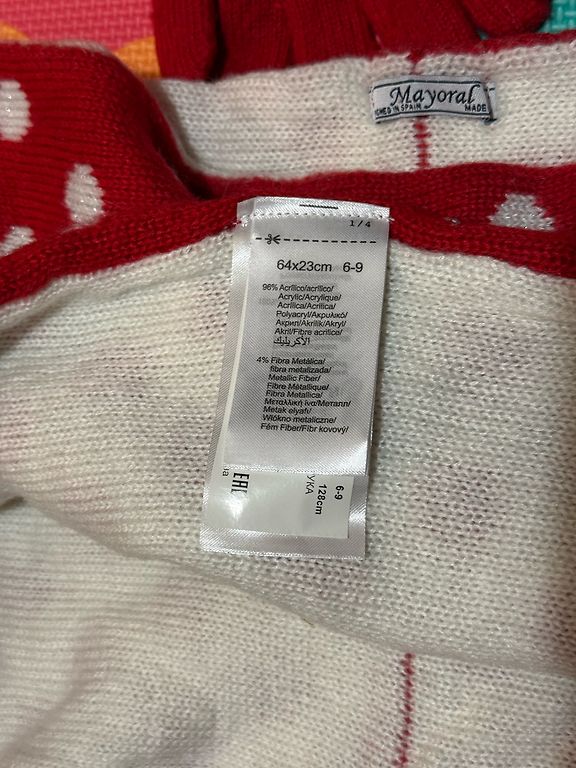 Mayoral
IN SPAIN MADE
1/4
64x23cm 6-9
96% Acrílico/acrílico/
Acrylic/Acrylique/
Acrílica/Acrilica/
Polyacryl/Ακρυλικό/
Акрил/Akrilik/Akryl/
Akril/Fibre acrilice/
الأكريليك
4% Fibra Metálica/
fibra metalizada/
Metallic Fiber/
Fibre Métallique/
Fibra Metallica/
Μεταλλική ίνα/Металл/
Metak elyafı/
Włókno metaliczne/
Fém Fiber/Fibr kovový/
EAC
УКА
128cm
6-9